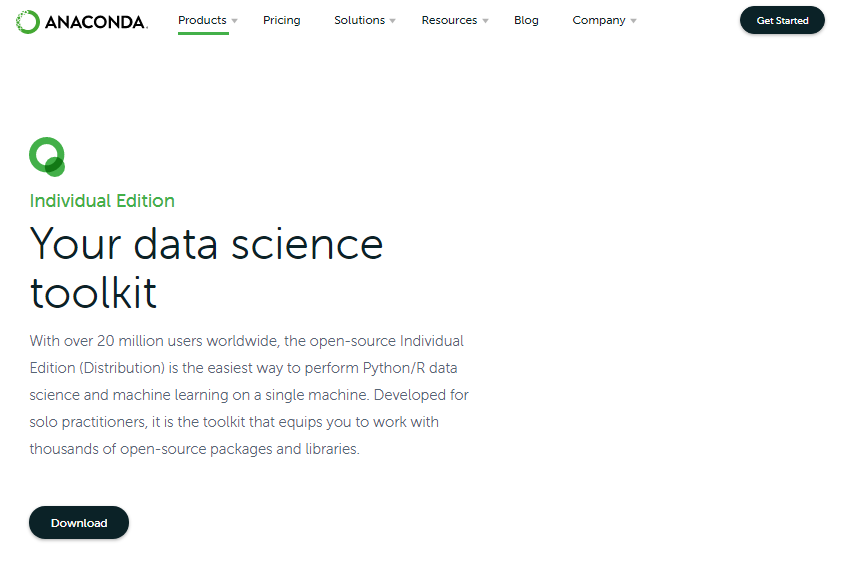 ANACONDA.
Products
Pricing
Solutions
Resources
Blog
Company
Get Started
Individual Edition
Your data science
toolkit
With over 20 million users worldwide, the open-source Individual
Edition (Distribution) is the easiest way to perform Python/R data
science and machine learning on a single machine. Developed for
solo practitioners, it is the toolkit that equips you to work with
thousands of open-source packages and libraries.
Download